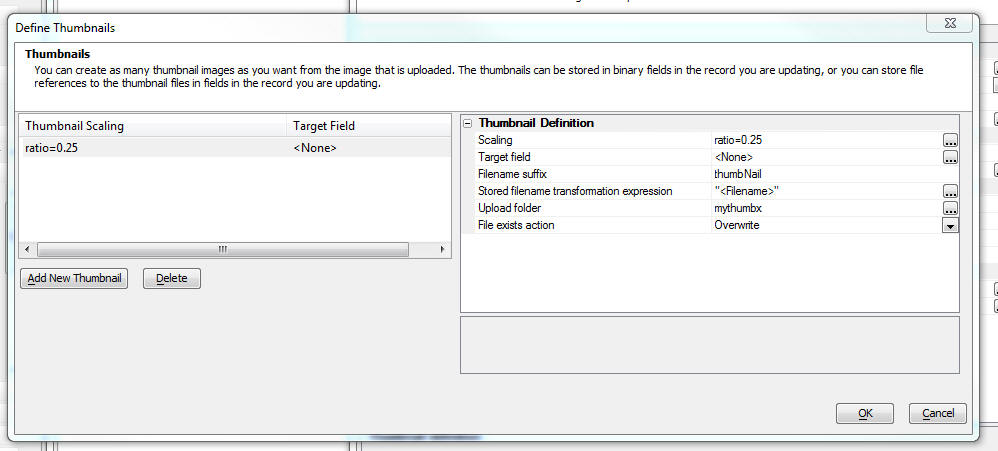 Define Thumbnails
Thumbnails
You can create as many thumbnail images as you want from the image that is uploaded. The thumbnails can be stored in binary fields in the record you are updating, or you can store file
references to the thumbnail files in fields in the record you are updating.
Thumbnail Scaling Target Field
ratio=0.25 <None>
Add New Thumbnail Delete
Thumbnail Definition
Scaling ratio=0.25 ...
Target field <None> ...
Filename suffix thumbNail
Stored filename transformation expression "<Filename>" ...
Upload folder mythumbx ...
File exists action Overwrite
OK Cancel